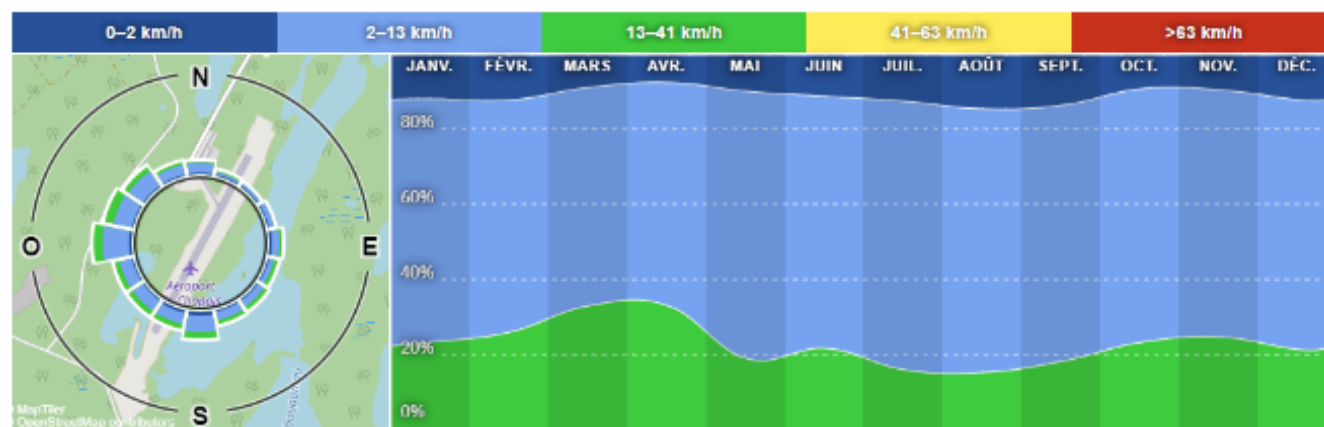 0–2 km/h
2–13 km/h
13–41 km/h
41–63 km/h
>63 km/h
JANV.
FÉVR.
MARS
AVR.
MAI
JUIN
JUIL.
AOÛT
SEPT.
OCT.
NOV.
DÉC.
N
O
E
S
Aéroport
Chapais
80%
60%
40%
20%
0%
MapTiler
OpenStreetMap contributors